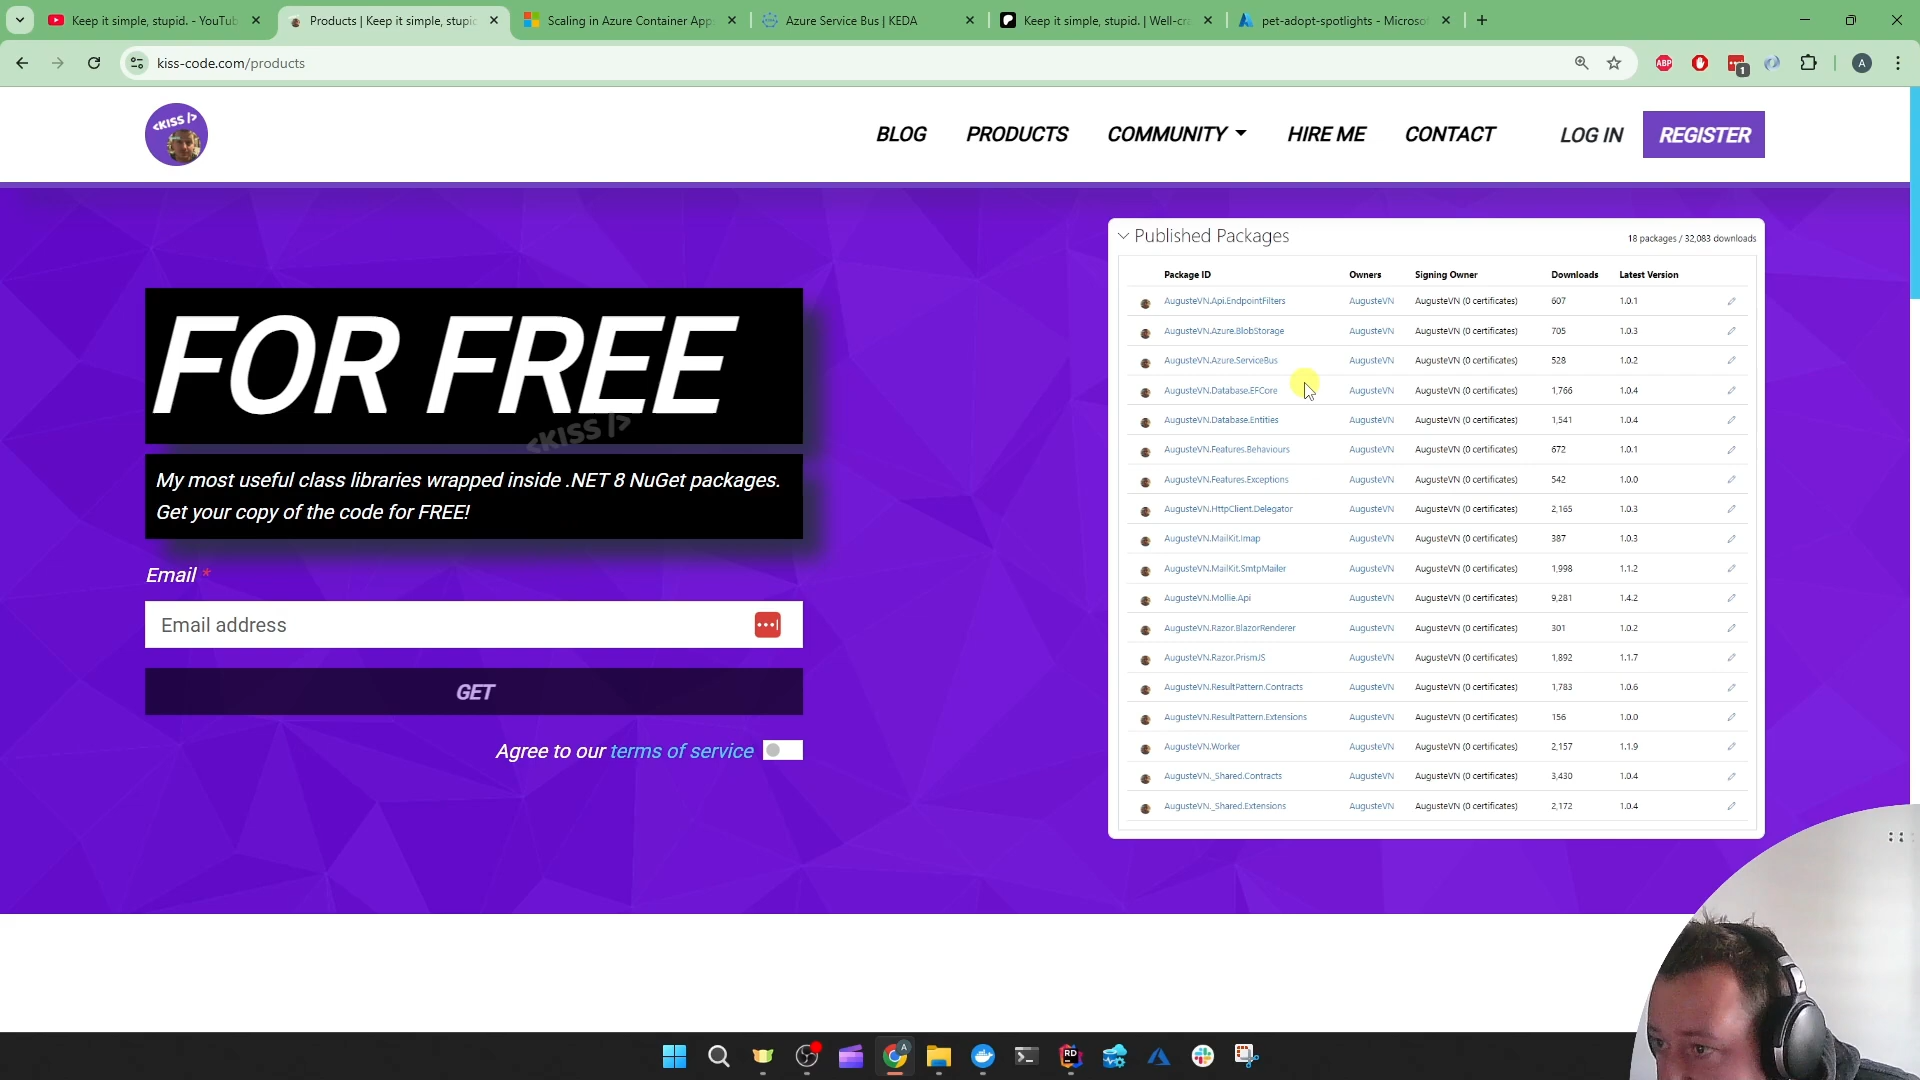 Keep it simple, stupid. - YouTub
Products | Keep it simple, stupid
Scaling in Azure Container App
Azure Service Bus | KEDA
Keep it simple, stupid. | Well-cra
pet-adopt-spotlights - Microso
kiss-code.com/products
ABP
1
A
<KISS />
BLOG
PRODUCTS
COMMUNITY
HIRE ME
CONTACT
LOG IN
REGISTER
FOR FREE
<KISS />
My most useful class libraries wrapped inside .NET 8 NuGet packages.
Get your copy of the code for FREE!
Email *
Email address
GET
Agree to our terms of service
Published Packages
18 packages / 32,083 downloads
Package ID Owners Signing Owner Downloads Latest Version
AugusteVN.Api.EndpointFilters AugusteVN AugusteVN (0 certificates) 607 1.0.1
AugusteVN.Azure.BlobStorage AugusteVN AugusteVN (0 certificates) 705 1.0.3
AugusteVN.Azure.ServiceBus AugusteVN AugusteVN (0 certificates) 528 1.0.2
AugusteVN.Database.EFCore AugusteVN AugusteVN (0 certificates) 1,766 1.0.4
AugusteVN.Database.Entities AugusteVN AugusteVN (0 certificates) 1,541 1.0.4
AugusteVN.Features.Behaviours AugusteVN AugusteVN (0 certificates) 672 1.0.1
AugusteVN.Features.Exceptions AugusteVN AugusteVN (0 certificates) 542 1.0.0
AugusteVN.HttpClient.Delegator AugusteVN AugusteVN (0 certificates) 2,165 1.0.3
AugusteVN.MailKit.Imap AugusteVN AugusteVN (0 certificates) 387 1.0.3
AugusteVN.MailKit.SmtpMailer AugusteVN AugusteVN (0 certificates) 1,998 1.1.2
AugusteVN.Mollie.Api AugusteVN AugusteVN (0 certificates) 9,281 1.4.2
AugusteVN.Razor.BlazorRenderer AugusteVN AugusteVN (0 certificates) 301 1.0.2
AugusteVN.Razor.PrismJS AugusteVN AugusteVN (0 certificates) 1,892 1.1.7
AugusteVN.ResultPattern.Contracts AugusteVN AugusteVN (0 certificates) 1,783 1.0.6
AugusteVN.ResultPattern.Extensions AugusteVN AugusteVN (0 certificates) 156 1.0.0
AugusteVN.Worker AugusteVN AugusteVN (0 certificates) 2,157 1.1.9
AugusteVN._Shared.Contracts AugusteVN AugusteVN (0 certificates) 3,430 1.0.4
AugusteVN._Shared.Extensions AugusteVN AugusteVN (0 certificates) 2,172 1.0.4
A
RD